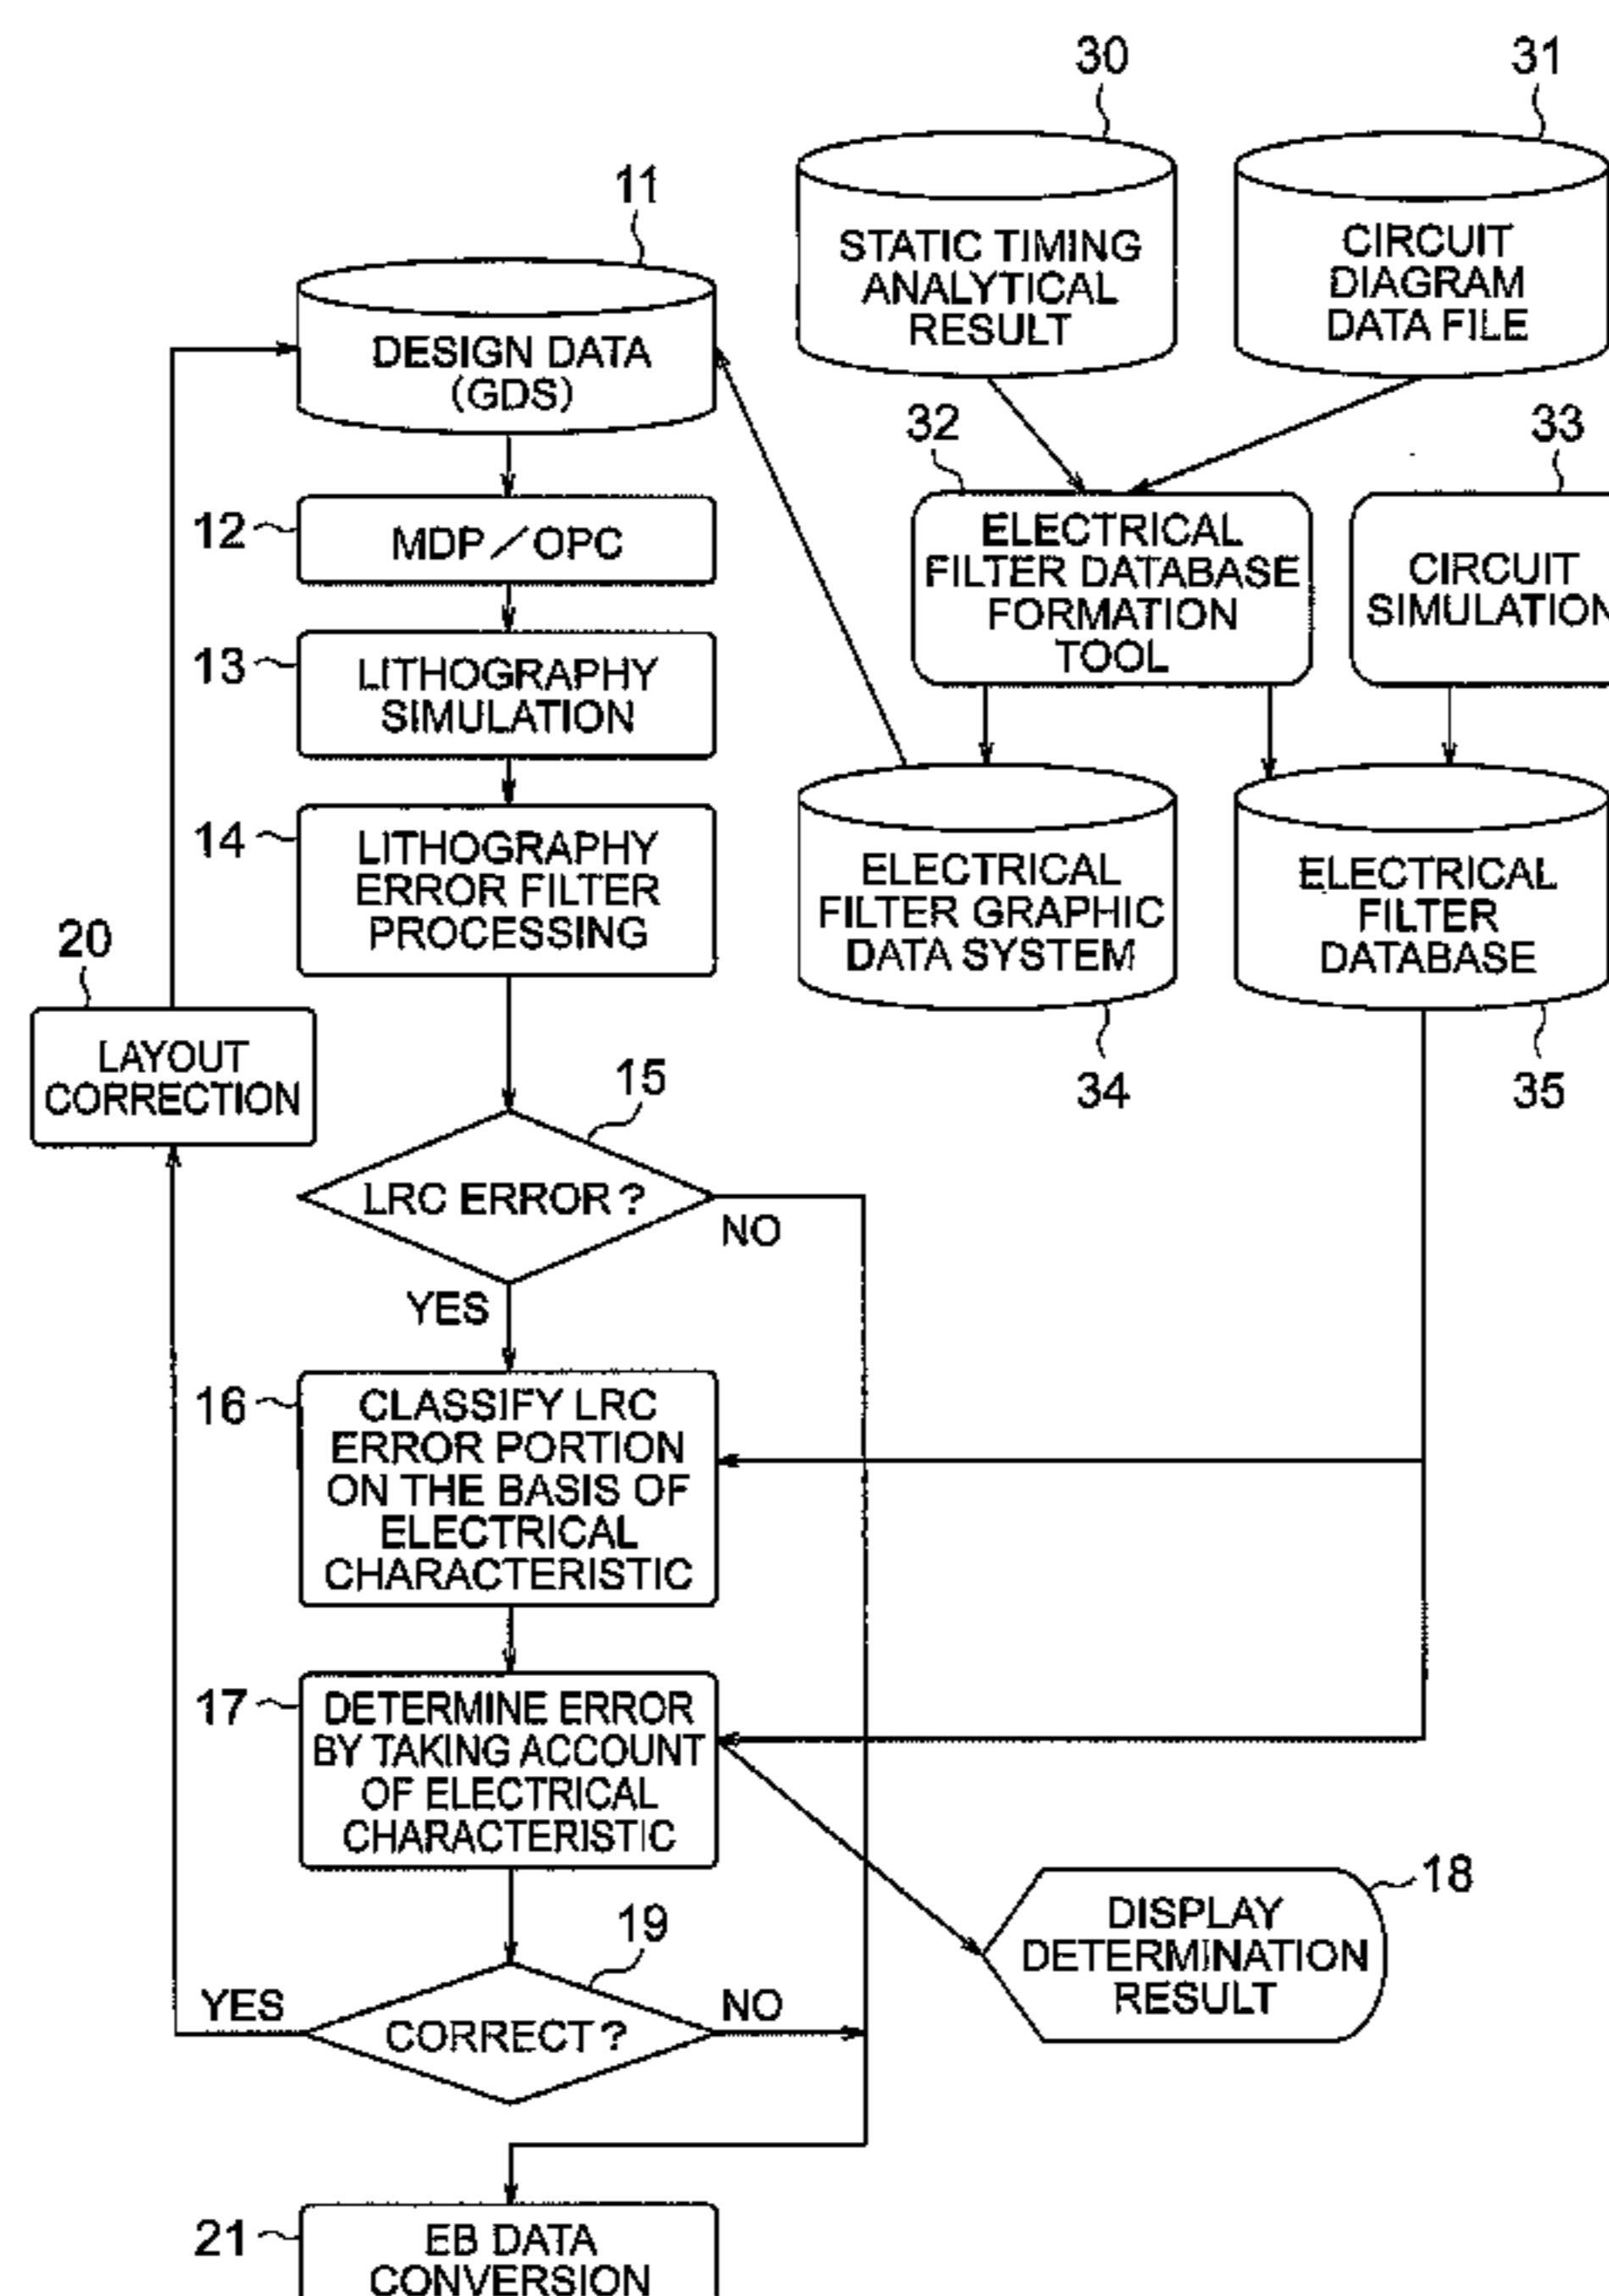 30
31
11
STATIC TIMING
ANALYTICAL
RESULT
CIRCUIT
DIAGRAM
DATA FILE
DESIGN DATA
(GDS)
32
33
12
MDP/OPC
ELECTRICAL
FILTER DATABASE
FORMATION
TOOL
CIRCUIT
SIMULATION
13
LITHOGRAPHY
SIMULATION
14
LITHOGRAPHY
ERROR FILTER
PROCESSING
ELECTRICAL
FILTER GRAPHIC
DATA SYSTEM
ELECTRICAL
FILTER
DATABASE
34
35
20
LAYOUT
CORRECTION
15
LRC ERROR?
NO
YES
16
CLASSIFY LRC
ERROR PORTION
ON THE BASIS OF
ELECTRICAL
CHARACTERISTIC
17
DETERMINE ERROR
BY TAKING ACCOUNT
OF ELECTRICAL
CHARACTERISTIC
18
DISPLAY
DETERMINATION
RESULT
19
YES
CORRECT?
NO
21
EB DATA
CONVERSION